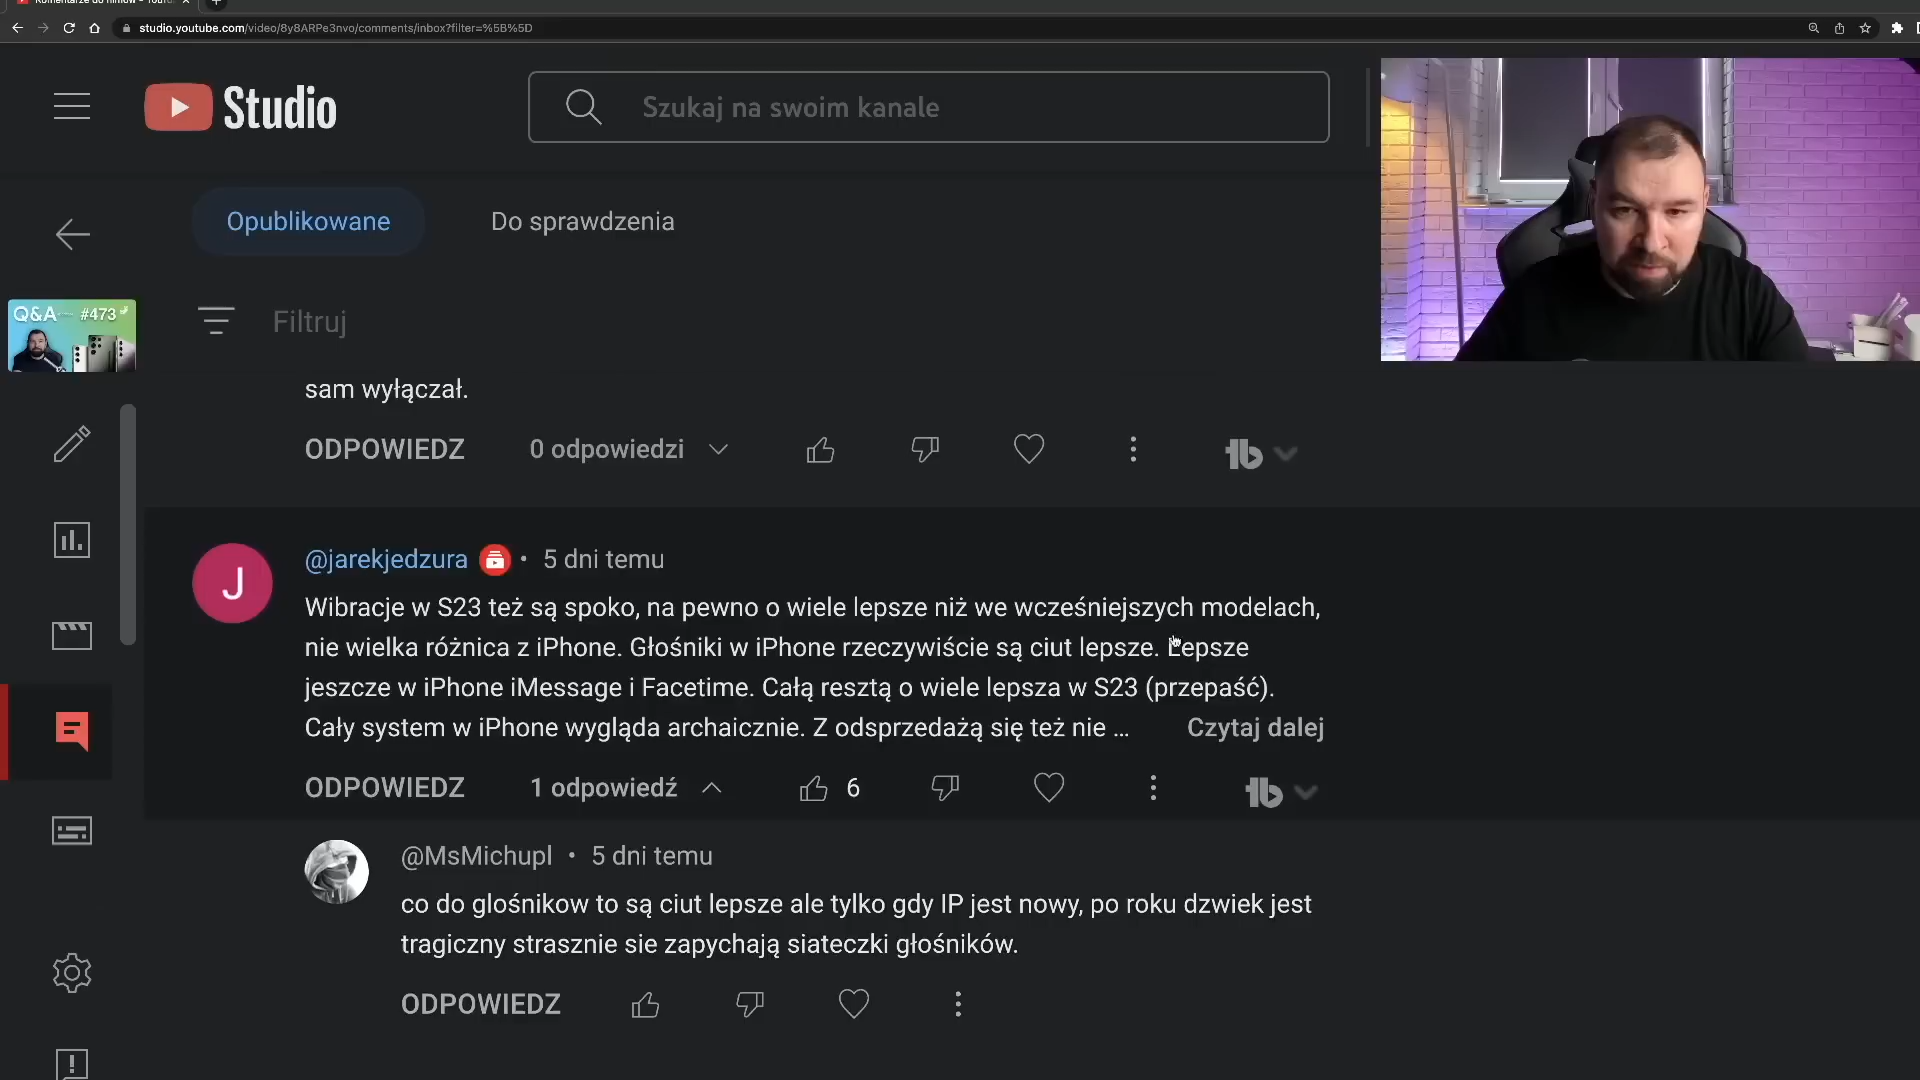 studio.youtube.com/video/8y8ARPe3nvo/comments/inbox?filter=%5B%5D
Studio
Szukaj na swoim kanale
Opublikowane
Do sprawdzenia
Q&A #473
Filtruj
sam wyłączał.
ODPOWIEDZ 0 odpowiedzi
J
@jarekjedzura • 5 dni temu
Wibracje w S23 też są spoko, na pewno o wiele lepsze niż we wcześniejszych modelach,
nie wielka różnica z iPhone. Głośniki w iPhone rzeczywiście są ciut lepsze. Lepsze
jeszcze w iPhone iMessage i Facetime. Całą resztą o wiele lepsza w S23 (przepaść).
Cały system w iPhone wygląda archaicznie. Z odsprzedażą się też nie ... Czytaj dalej
ODPOWIEDZ 1 odpowiedź 6
@MsMichupl • 5 dni temu
co do glośnikow to są ciut lepsze ale tylko gdy IP jest nowy, po roku dzwiek jest
tragiczny strasznie sie zapychają siateczki głośników.
ODPOWIEDZ